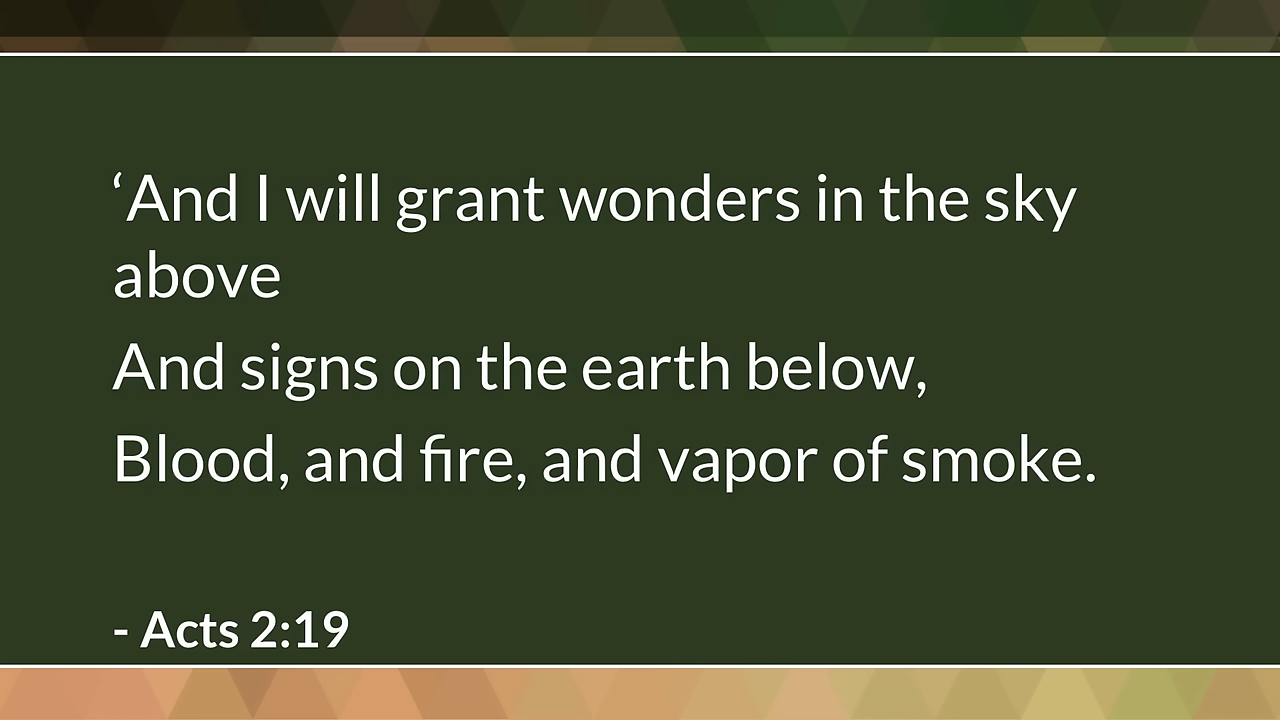 ‘And I will grant wonders in the sky
above
And signs on the earth below,
Blood, and fire, and vapor of smoke.
- Acts 2:19